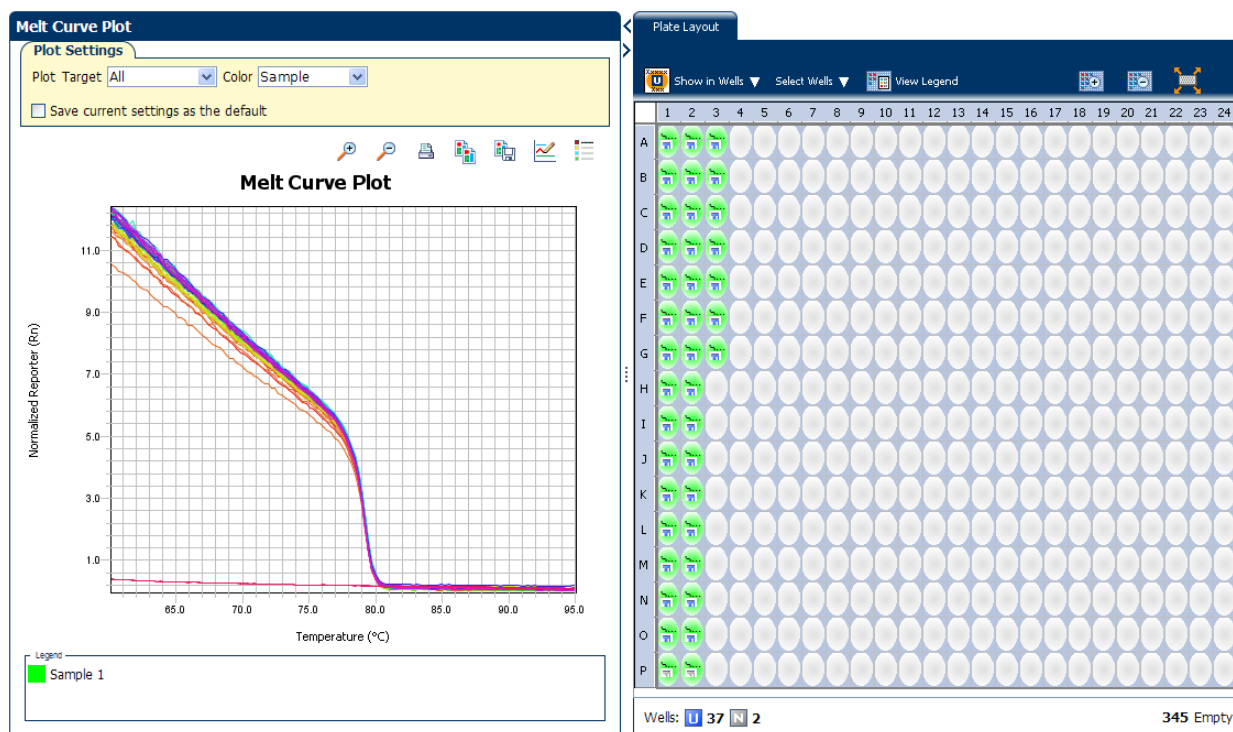 Melt Curve Plot
Plot Settings
Plot Target All Color Sample
Save current settings as the default
Melt Curve Plot
Normalized Reporter (Rn)
11.0
9.0
7.0
5.0
3.0
1.0
65.0 70.0 75.0 80.0 85.0 90.0 95.0
Temperature (°C)
Legend
Sample 1
Plate Layout
U Show in Wells ▼ Select Wells ▼ View Legend
1 2 3 4 5 6 7 8 9 10 11 12 13 14 15 16 17 18 19 20 21 22 23 24
A
B
C
D
E
F
G
H
I
J
K
L
M
N
O
P
Wells: U 37 N 2 345 Empty